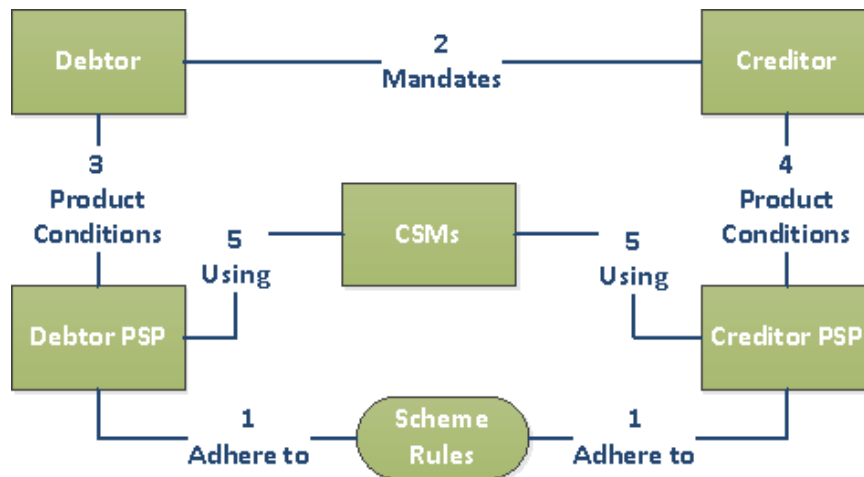 Debtor
2
Mandates
Creditor
3
Product
Conditions
CSMs
4
Product
Conditions
5
Using
5
Using
Debtor PSP
Creditor PSP
1
Adhere to
Scheme
Rules
1
Adhere to